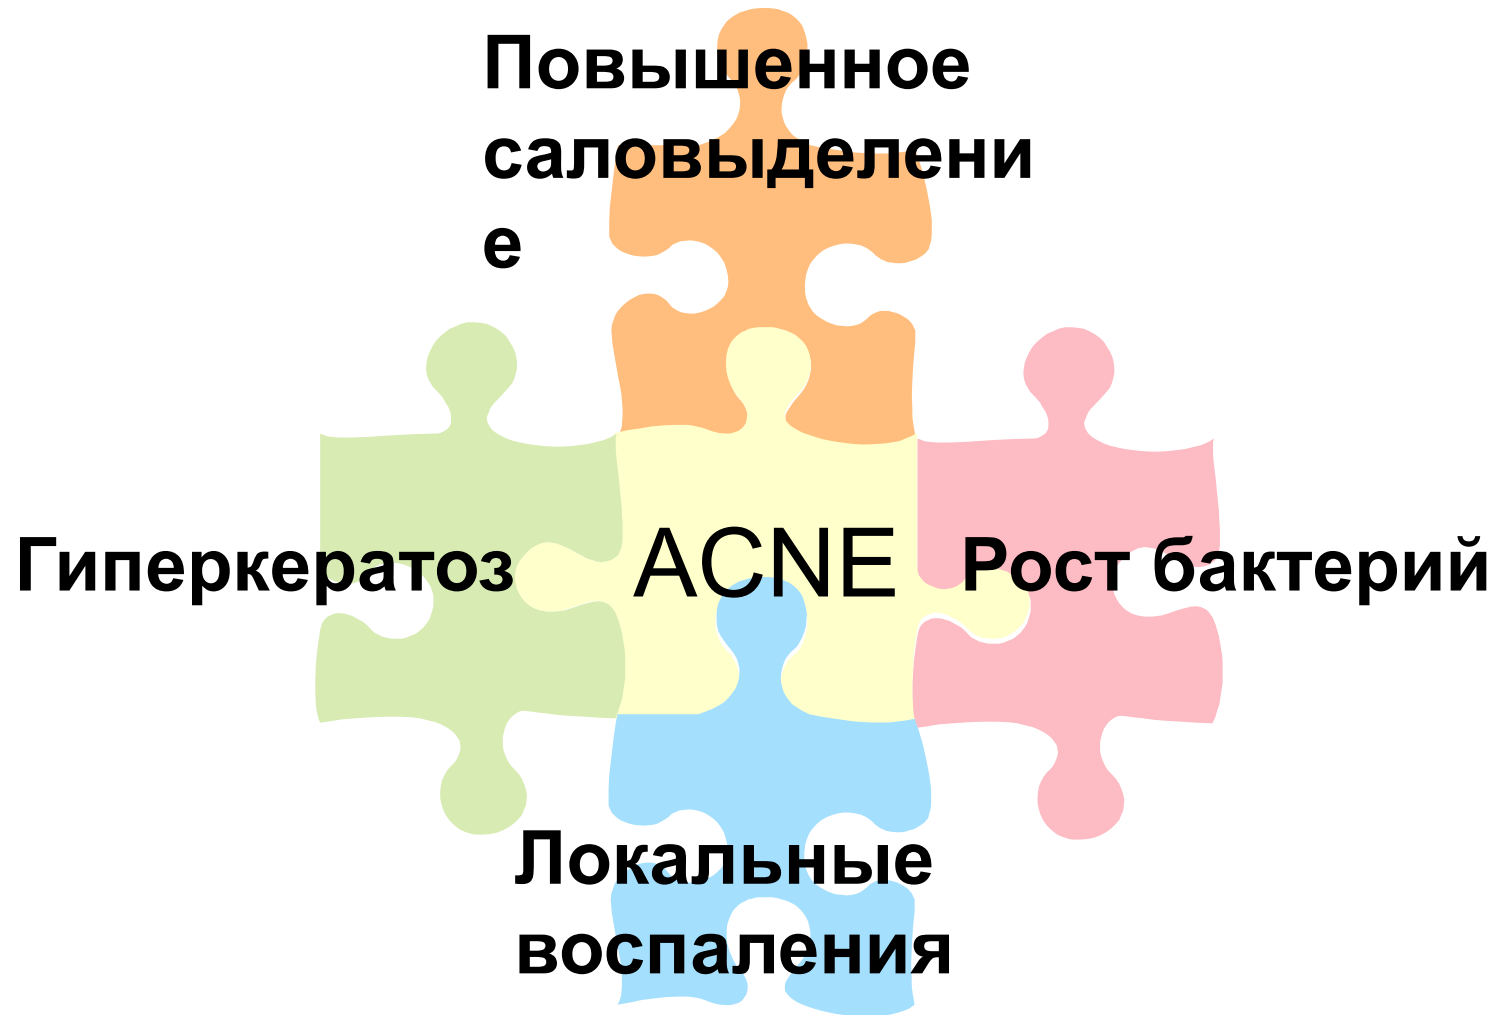 Повышенное
саловыделени
е
Гиперкератоз
ACNE
Рост бактерий
Локальные
воспаления